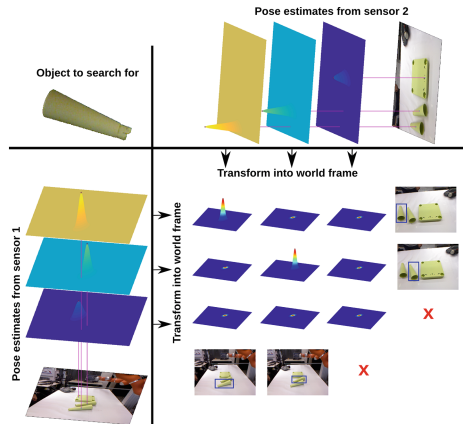 Pose estimates from sensor 2
Object to search for
Transform into world frame
Pose estimates from sensor 1
Transform into world frame
X
X